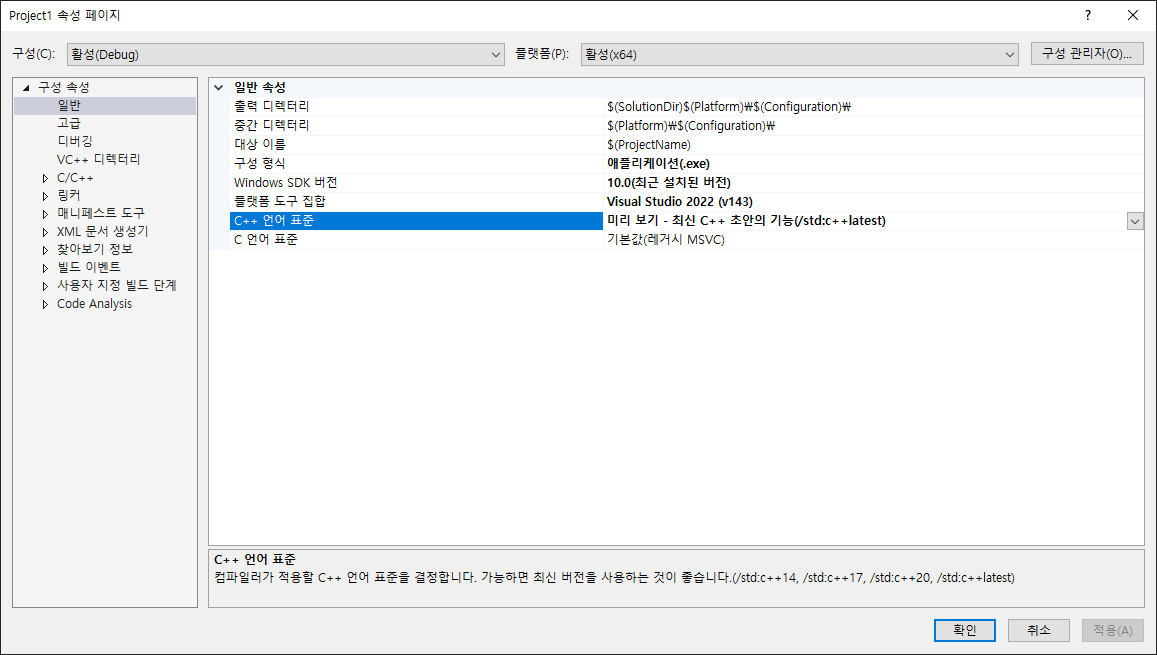 Project1 속성 페이지
?
구성(C): 활성(Debug) 플랫폼(P): 활성(x64) 구성 관리자(O)...
구성 속성
일반
고급
디버깅
VC++ 디렉터리
C/C++
링커
매니페스트 도구
XML 문서 생성기
찾아보기 정보
빌드 이벤트
사용자 지정 빌드 단계
Code Analysis
일반 속성
출력 디렉터리 $(SolutionDir)$(Platform)₩$(Configuration)₩
중간 디렉터리 $(Platform)₩$(Configuration)₩
대상 이름 $(ProjectName)
구성 형식 애플리케이션(.exe)
Windows SDK 버전 10.0(최근 설치된 버전)
플랫폼 도구 집합 Visual Studio 2022 (v143)
C++ 언어 표준 미리 보기 - 최신 C++ 초안의 기능(/std:c++latest)
C 언어 표준 기본값(레거시 MSVC)
C++ 언어 표준
컴파일러가 적용할 C++ 언어 표준을 결정합니다. 가능하면 최신 버전을 사용하는 것이 좋습니다.(/std:c++14, /std:c++17, /std:c++20, /std:c++latest)
확인 취소 적용(A)